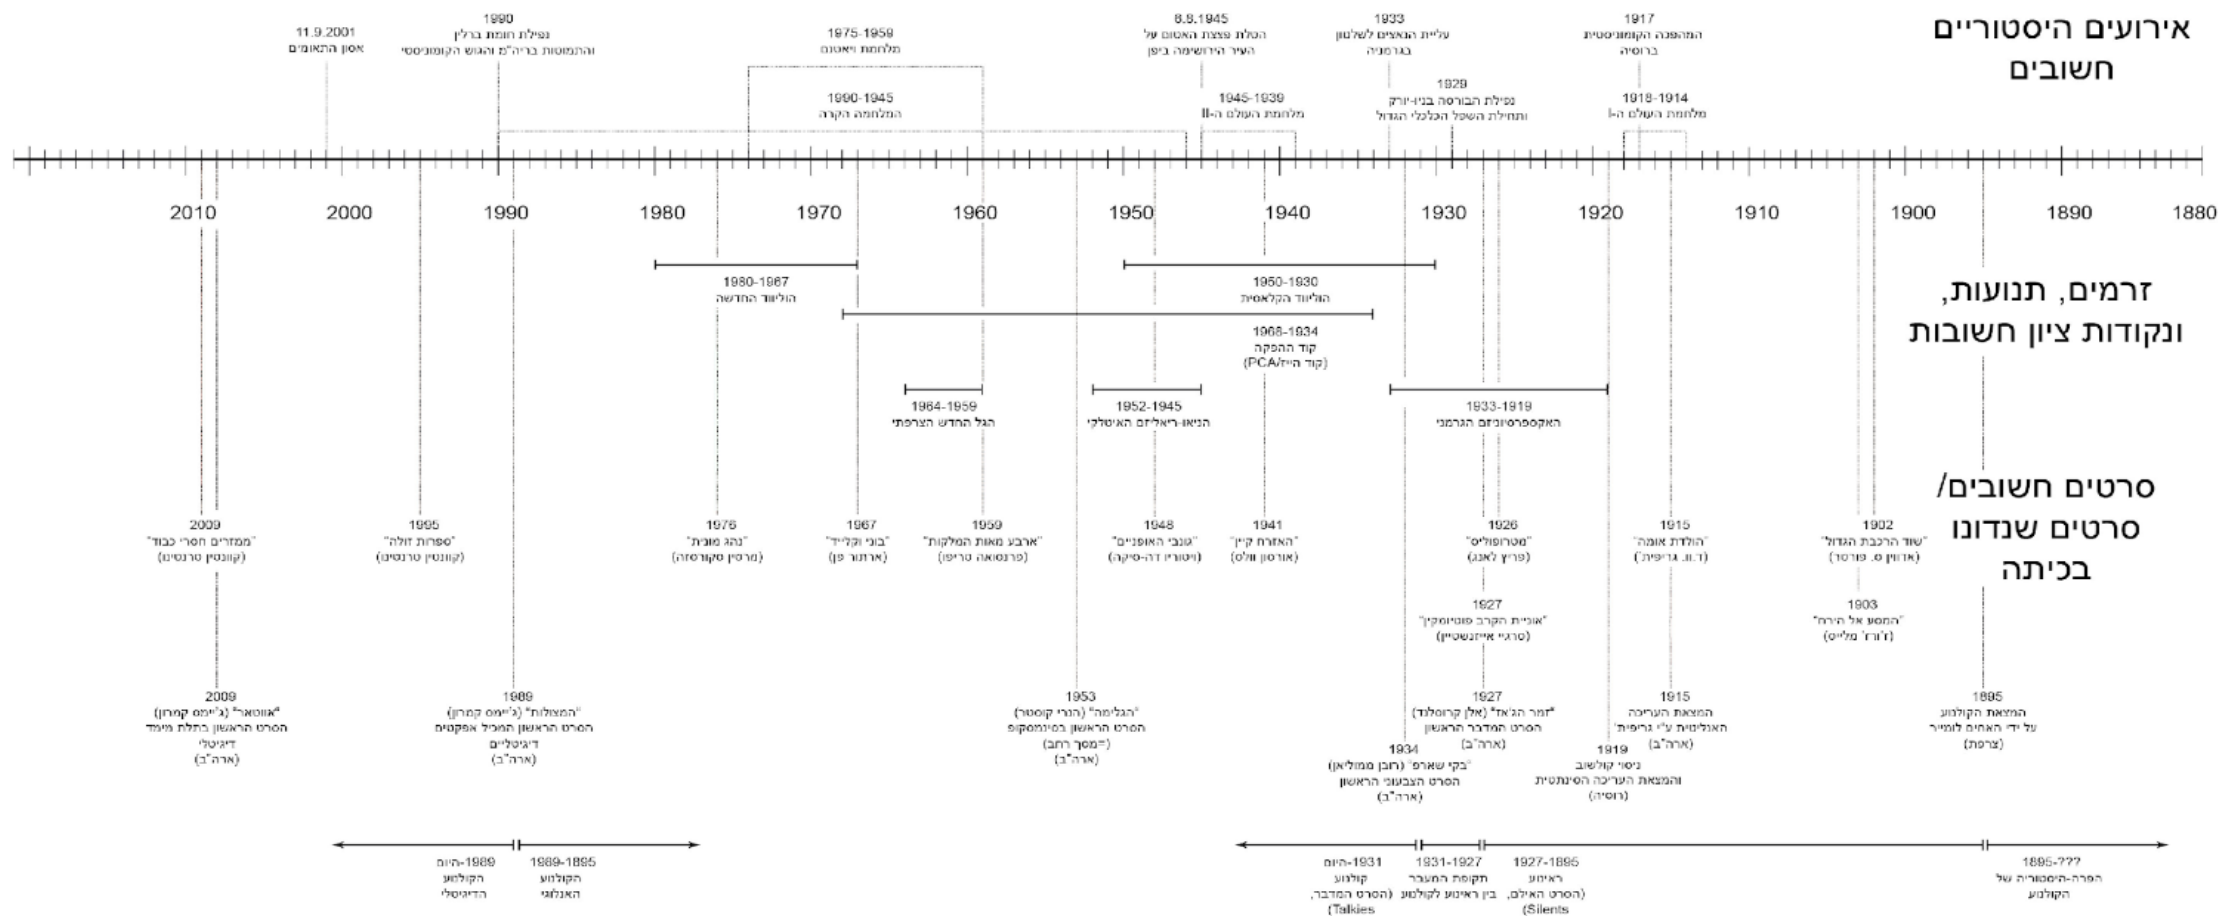 אירועים היסטוריים
חשובים
1917
המהפכה הקומוניסטית
ברוסיה
1918-1914
מלחמת העולם ה-I
1933
עליית הנאצים לשלטון
בגרמניה
1929
נפילת הבורסה בניו-יורק
ותחילת השפל הכלכלי הגדול
6.8.1945
הטלת פצצת האטום על
העיר הירושימה ביפן
1945-1939
מלחמת העולם ה-II
1975-1959
מלחמת ויאטנם
1990-1945
המלחמה הקרה
1990
נפילת חומת ברלין
והתמוטות בריה"מ והגוש הקומוניסטי
11.9.2001
אסון התאומים
1880
1890
1900
1910
1920
1930
1940
1950
1960
1970
1980
1990
2000
2010
זרמים, תנועות,
ונקודות ציון חשובות
1950-1930
הוליווד הקלאסית
1980-1967
הוליווד החדשה
1968-1934
קוד ההפקה
(קוד הייז/PCA)
1933-1919
האקספרסיוניזם הגרמני
1952-1945
הניאו-ריאליזם האיטלקי
1964-1959
הגל החדש הצרפתי
סרטים חשובים/
סרטים שנדונו
בכיתה
1902
"שוד הרכבת הגדול"
(אדווין ס. פורטר)
1903
"המסע אל הירח"
(ז'ורז' מלייס)
1915
"הולדת אומה"
(ד.וו. גריפית')
1926
"מטרופוליס"
(פריץ לאנג)
1927
"אוניית הקרב פוטיומקין"
(סרגיי אייזנשטיין)
1941
"האזרח קיין"
(אורסון וולס)
1948
"גונבי האופניים"
(ויטוריו דה-סיקה)
1959
"ארבע מאות המלקות"
(פרנסואה טריפו)
1967
"בוני וקלייד"
(ארתור פן)
1976
"נהג מונית"
(מרטין סקורסזה)
1995
"ספרות זולה"
(קוונטין טרנטינו)
2009
"ממזרים חסרי כבוד"
(קוונטין טרנטינו)
1895
המצאת הקולנוע
על ידי האחים לומייר
(צרפת)
1915
המצאת העריכה
האנליטית ע"י גריפית'
(ארה"ב)
1919
ניסוי קולשוב
והמצאת העריכה הסינתטית
(רוסיה)
1927
"זמר הג'אז" (אלן קרוסלנד)
הסרט המדבר הראשון
(ארה"ב)
1934
"בקי שארפ" (רובן ממוליאן)
הסרט הצבעוני הראשון
(ארה"ב)
1953
"הגלימה" (הנרי קוסטר)
הסרט הראשון בסינמסקופ
(=מסך רחב)
(ארה"ב)
1989
"המצולות" (ג'יימס קמרון)
הסרט הראשון המכיל אפקטים
דיגיטליים
(ארה"ב)
2009
"אווטאר" (ג'יימס קמרון)
הסרט הראשון בתלת מימד
דיגיטלי
(ארה"ב)
1895-???
הפרה-היסטוריה של
הקולנוע
1927-1895
ראינוע
(הסרט האילם,
Silents)
1931-1927
תקופת המעבר
בין ראינוע לקולנוע
1931-היום
קולנוע
(הסרט המדבר,
Talkies)
1989-1895
הקולנוע
האנלוגי
1989-היום
הקולנוע
הדיגיטלי